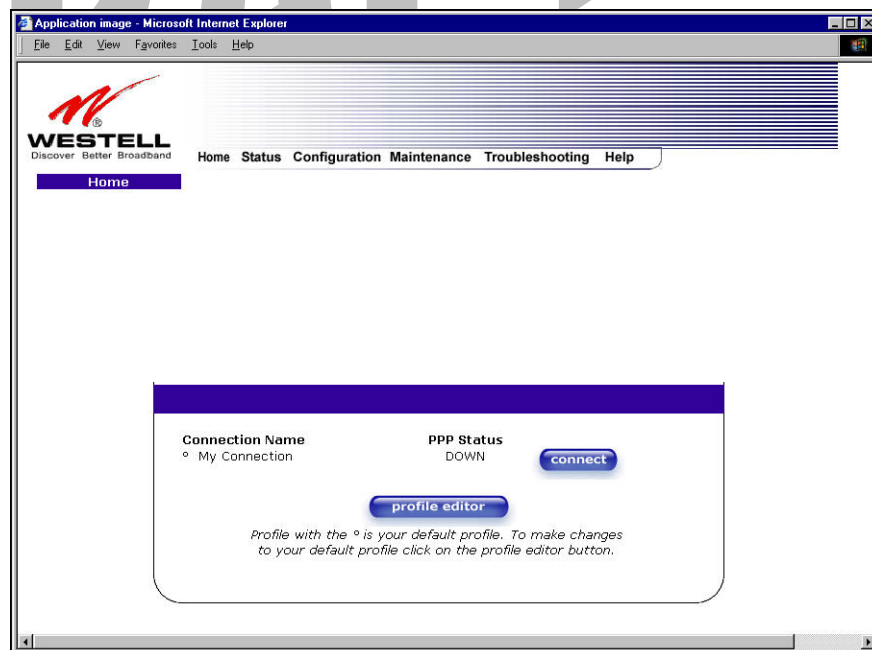 Application image - Microsoft Internet Explorer
File Edit View Favorites Tools Help
®
WESTELL
Discover Better Broadband
Home Status Configuration Maintenance Troubleshooting Help
Home
Connection Name PPP Status
° My Connection DOWN connect
profile editor
Profile with the ° is your default profile. To make changes
to your default profile click on the profile editor button.